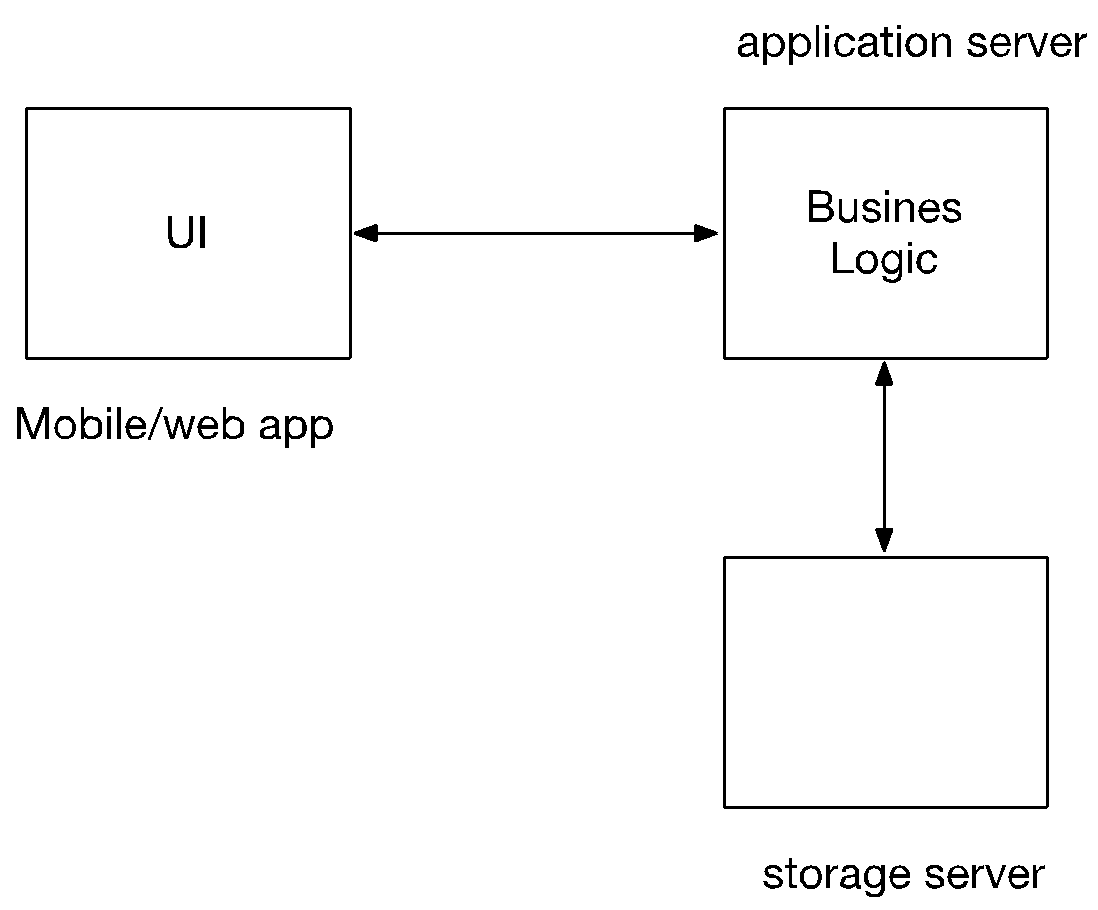 application server
UI
Busines
Logic
Mobile/web app
storage server